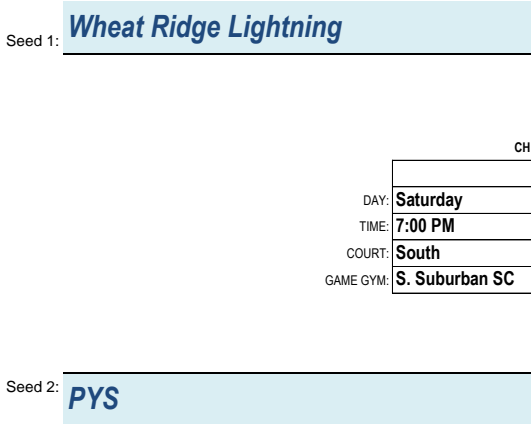 Seed 1: Wheat Ridge Lightning
CH
DAY: Saturday
TIME: 7:00 PM
COURT: South
GAME GYM: S. Suburban SC
Seed 2: PYS